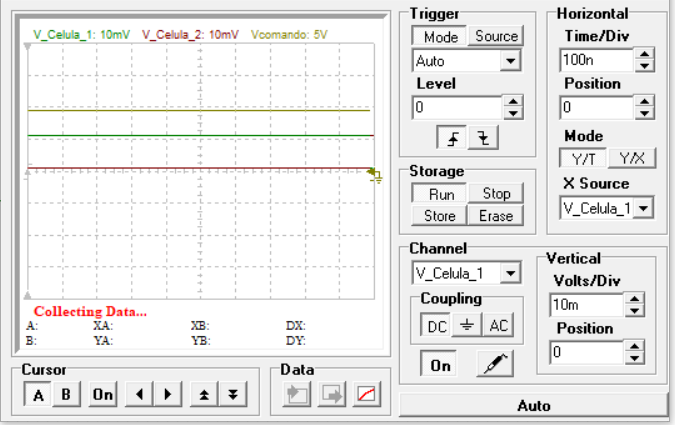 V_Celula_1: 10mV V_Celula_2: 10mV Vcomando: 5V
Collecting Data...
A: XA: XB: DX:
B: YA: YB: DY:
Cursor
A B On
Data
Trigger
Mode Source
Auto
Level
0
Storage
Run Stop
Store Erase
Horizontal
Time/Div
100n
Position
0
Mode
Y/T Y/X
X Source
V_Celula_1
Channel
V_Celula_1
Coupling
DC AC
On
Vertical
Volts/Div
10m
Position
0
Auto